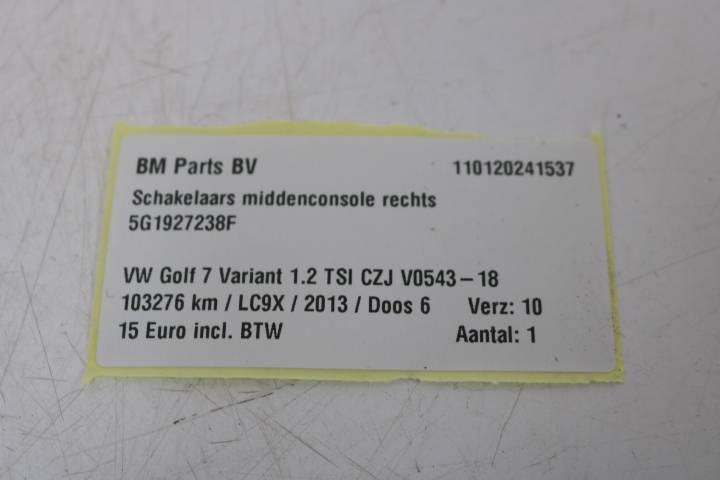 BM Parts BV 110120241537
Schakelaars middenconsole rechts
5G1927238F
VW Golf 7 Variant 1.2 TSI CZJ V0543-18
103276 km / LC9X / 2013 / Doos 6 Verz: 10
15 Euro incl. BTW Aantal: 1